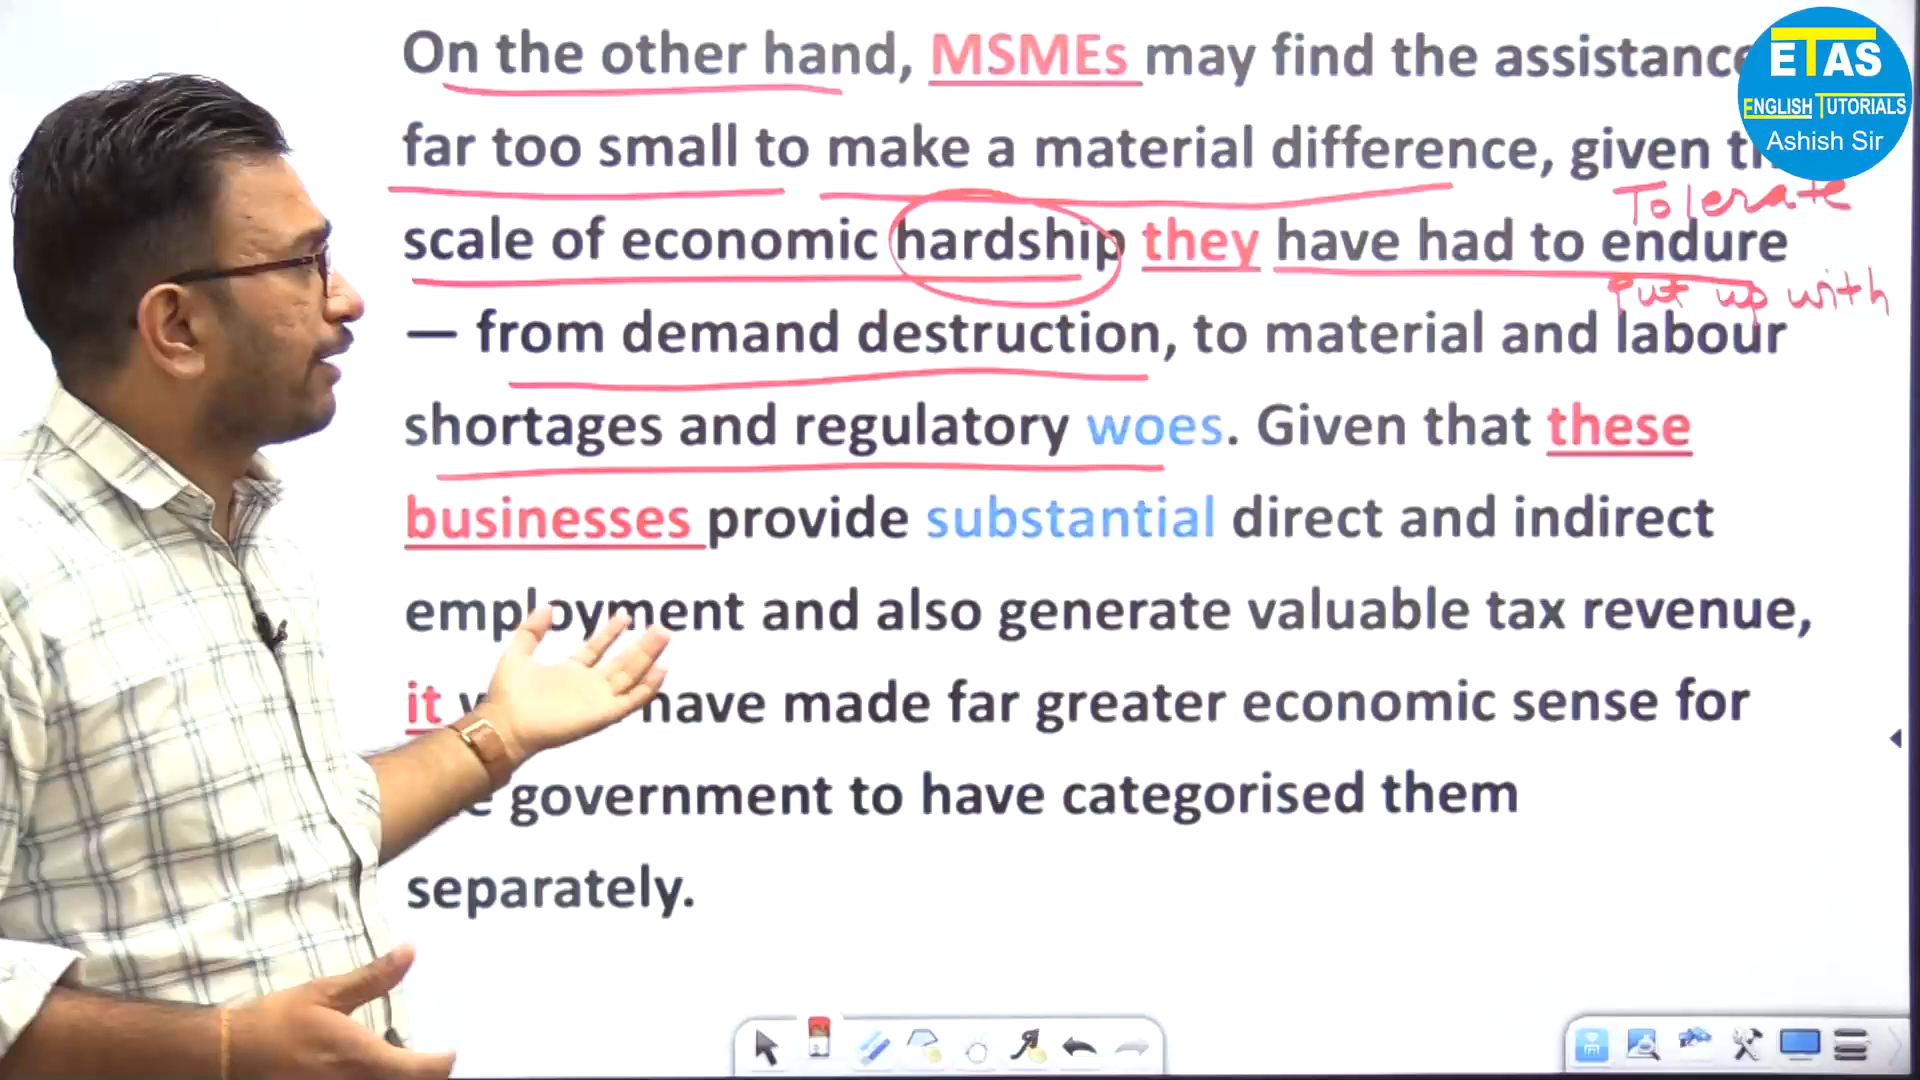 On the other hand, MSMEs may find the assistance
far too small to make a material difference, given
scale of economic hardship they have had to endure
— from demand destruction, to material and labour
shortages and regulatory woes. Given that these
businesses provide substantial direct and indirect
employment and also generate valuable tax revenue,
it have made far greater economic sense for
government to have categorised them
separately.
Tolerate
Put up with
ETAS
ENGLISH TUTORIALS
Ashish Sir